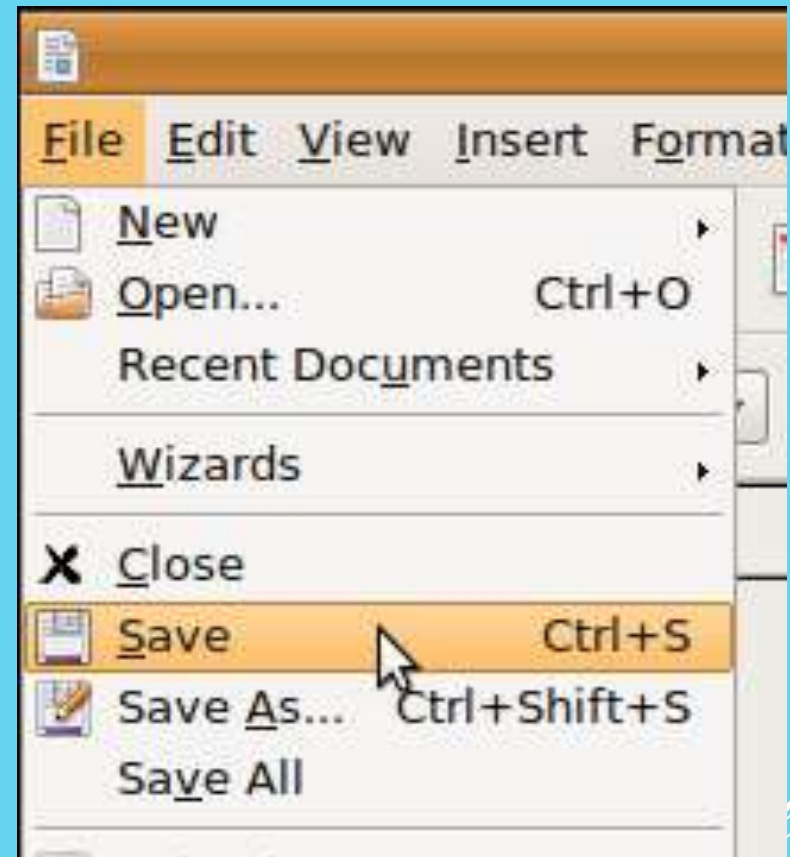 File Edit View Insert Format
New
Open... Ctrl+O
Recent Documents
Wizards
Close
Save Ctrl+S
Save As... Ctrl+Shift+S
Save All